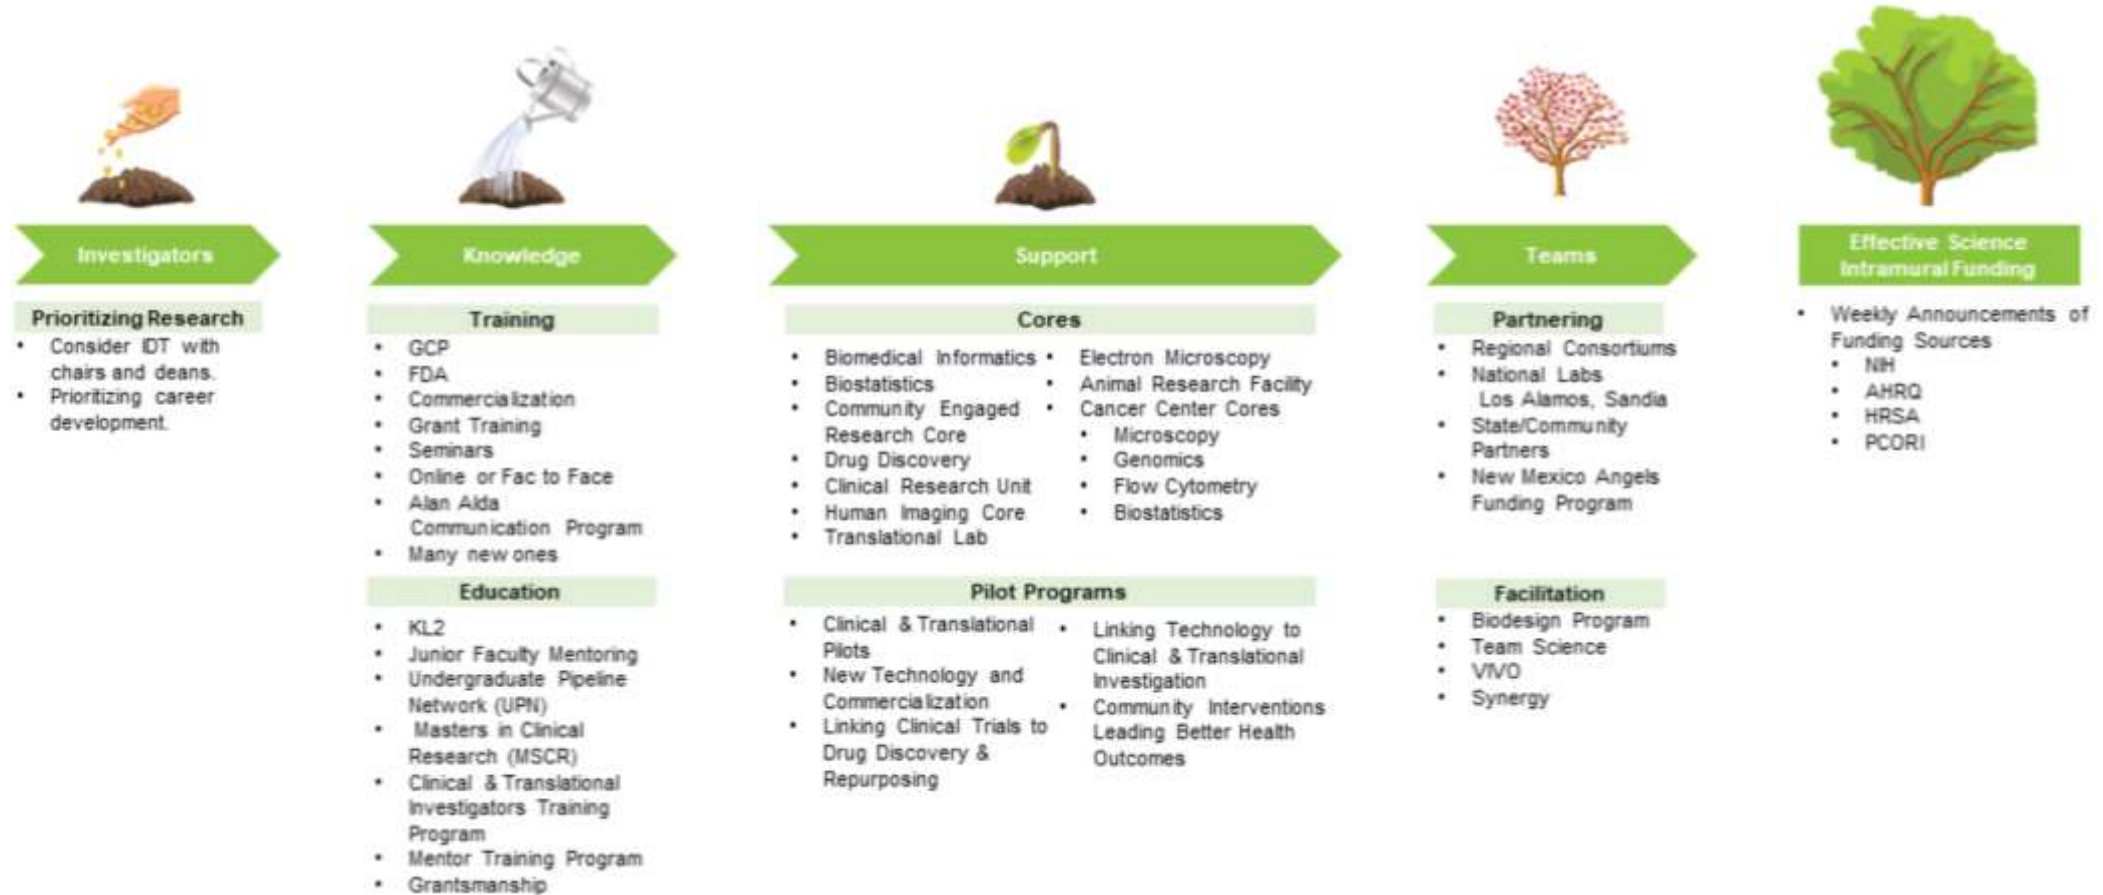 Investigators
Prioritizing Research
• Consider IDT with
chairs and deans.
• Prioritizing career
development.
Knowledge
Training
• GCP
• FDA
• Commercialization
• Grant Training
• Seminars
• Online or Fac to Face
• Alan Alda
Communication Program
• Many new ones
Education
• KL2
• Junior Faculty Mentoring
• Undergraduate Pipeline
Network (UPN)
• Masters in Clinical
Research (MSCR)
• Clinical & Translational
Investigators Training
Program
• Mentor Training Program
• Grantsmanship
Support
Cores
• Biomedical Informatics
• Biostatistics
• Community Engaged
Research Core
• Drug Discovery
• Clinical Research Unit
• Human Imaging Core
• Translational Lab
• Electron Microscopy
• Animal Research Facility
• Cancer Center Cores
• Microscopy
• Genomics
• Flow Cytometry
• Biostatistics
Pilot Programs
• Clinical & Translational
Pilots
• New Technology and
Commercialization
• Linking Clinical Trials to
Drug Discovery &
Repurposing
• Linking Technology to
Clinical & Translational
Investigation
• Community Interventions
Leading Better Health
Outcomes
Teams
Partnering
• Regional Consortiums
• National Labs
Los Alamos, Sandia
• State/Community
Partners
• New Mexico Angels
Funding Program
Facilitation
• Biodesign Program
• Team Science
• VIVO
• Synergy
Effective Science
Intramural Funding
• Weekly Announcements of
Funding Sources
• NIH
• AHRQ
• HRSA
• PCORI